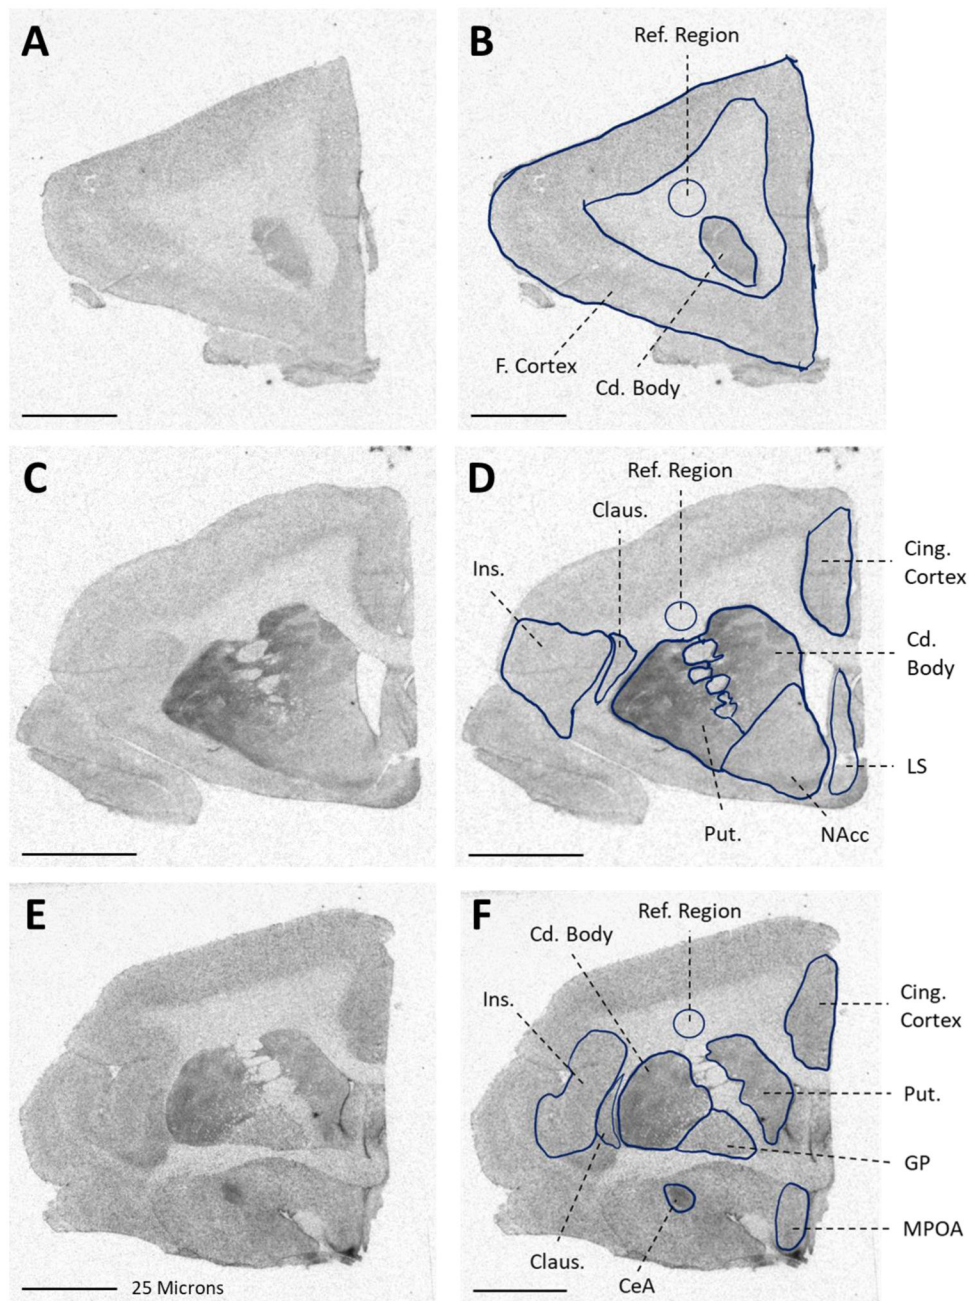 A
B
Ref. Region
F. Cortex
Cd. Body
C
D
Ref. Region
Claus.
Ins.
Cing.
Cortex
Cd.
Body
LS
Put.
NAcc
E
F
Ref. Region
Cd. Body
Ins.
Cing.
Cortex
Put.
GP
MPOA
Claus.
CeA
25 Microns